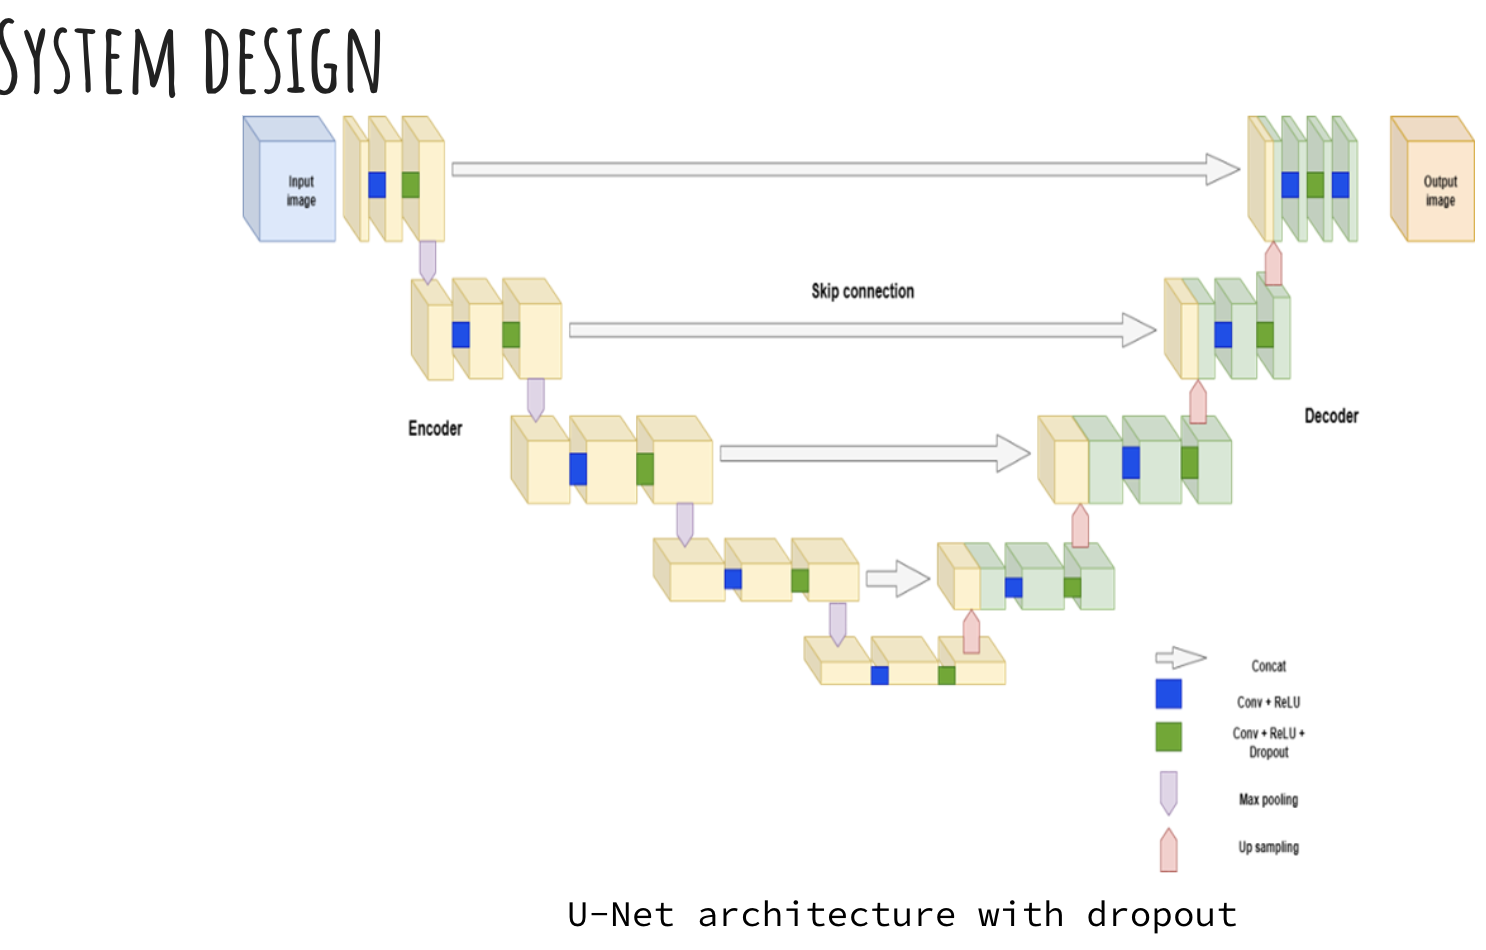 System design
Input
image
Output
image
Skip connection
Encoder
Decoder
Concat
Conv + ReLU
Conv + ReLU +
Dropout
Max pooling
Up sampling
U-Net architecture with dropout